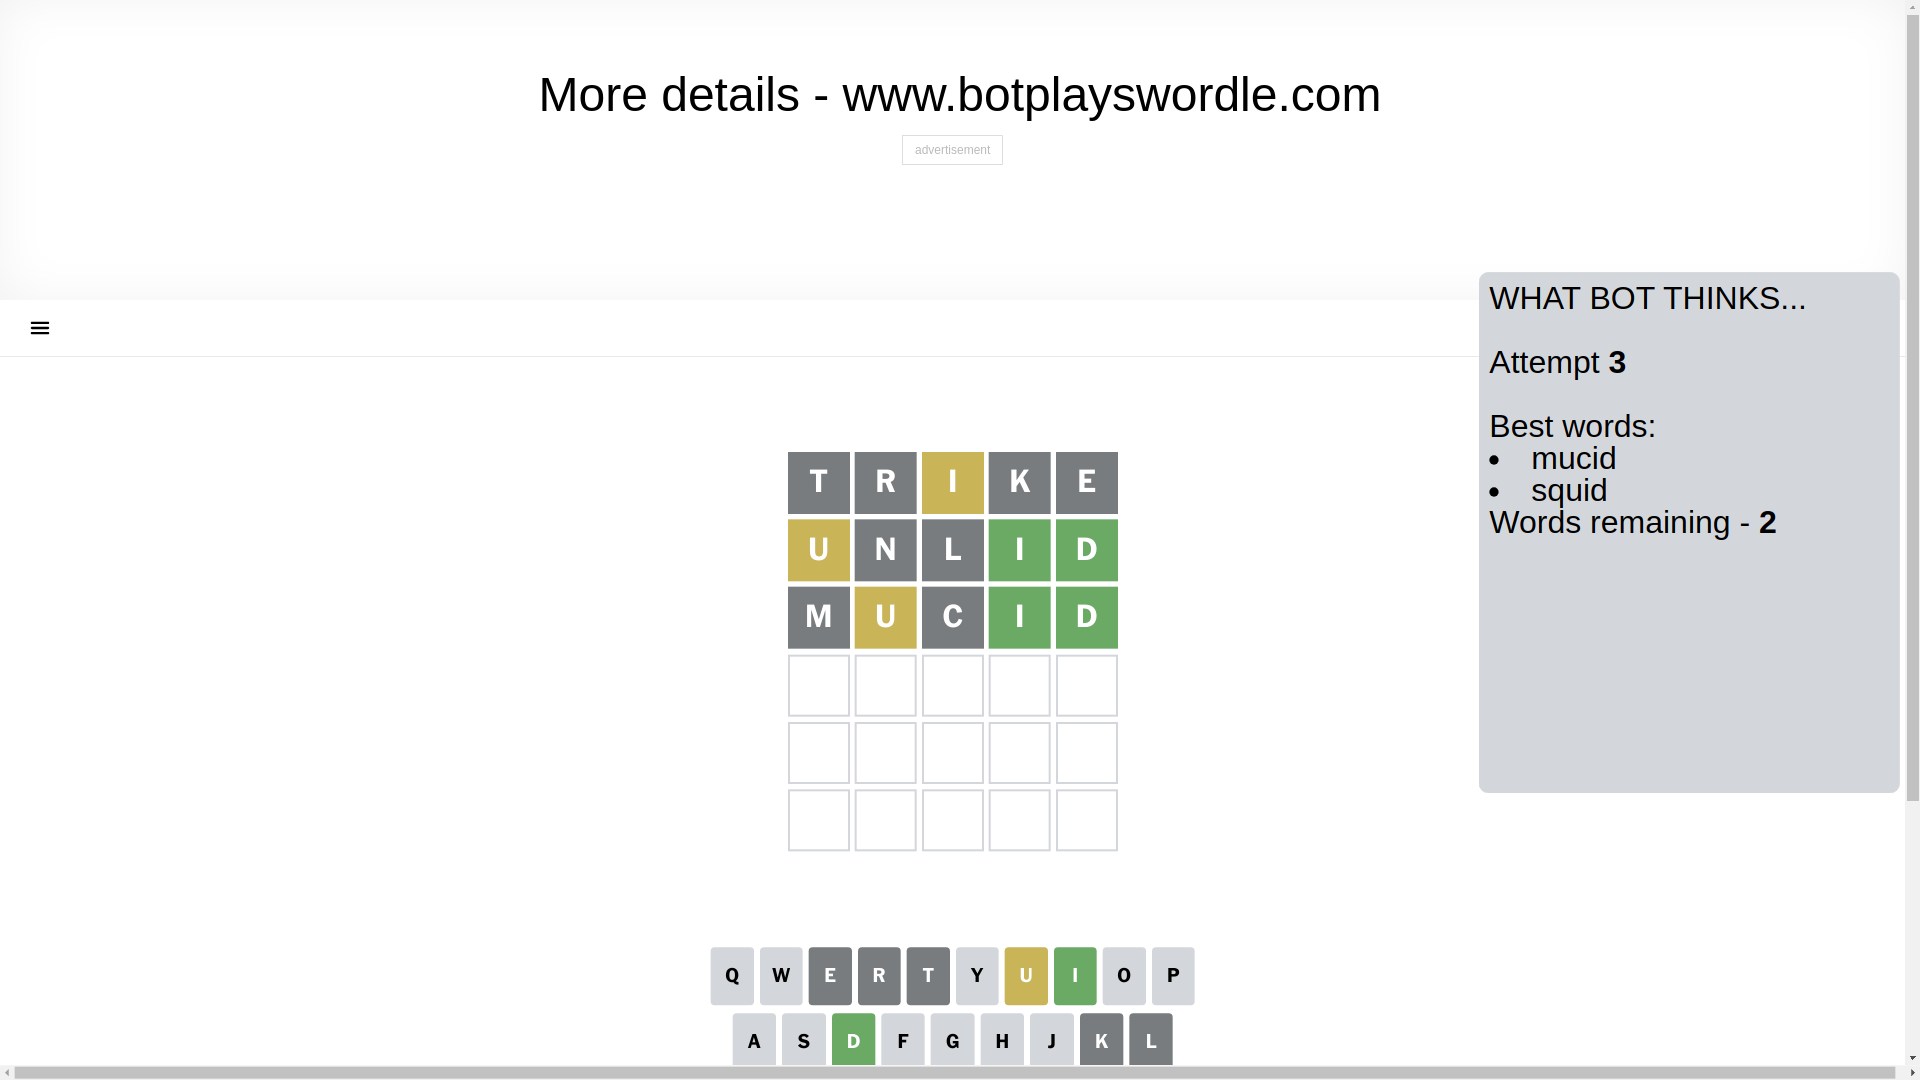 More details - www.botplayswordle.com
advertisement
WHAT BOT THINKS...
Attempt 3
Best words:
• mucid
• squid
Words remaining - 2
T R I K E
U N L I D
M U C I D
Q W E R T Y U I O P
A S D F G H J K L